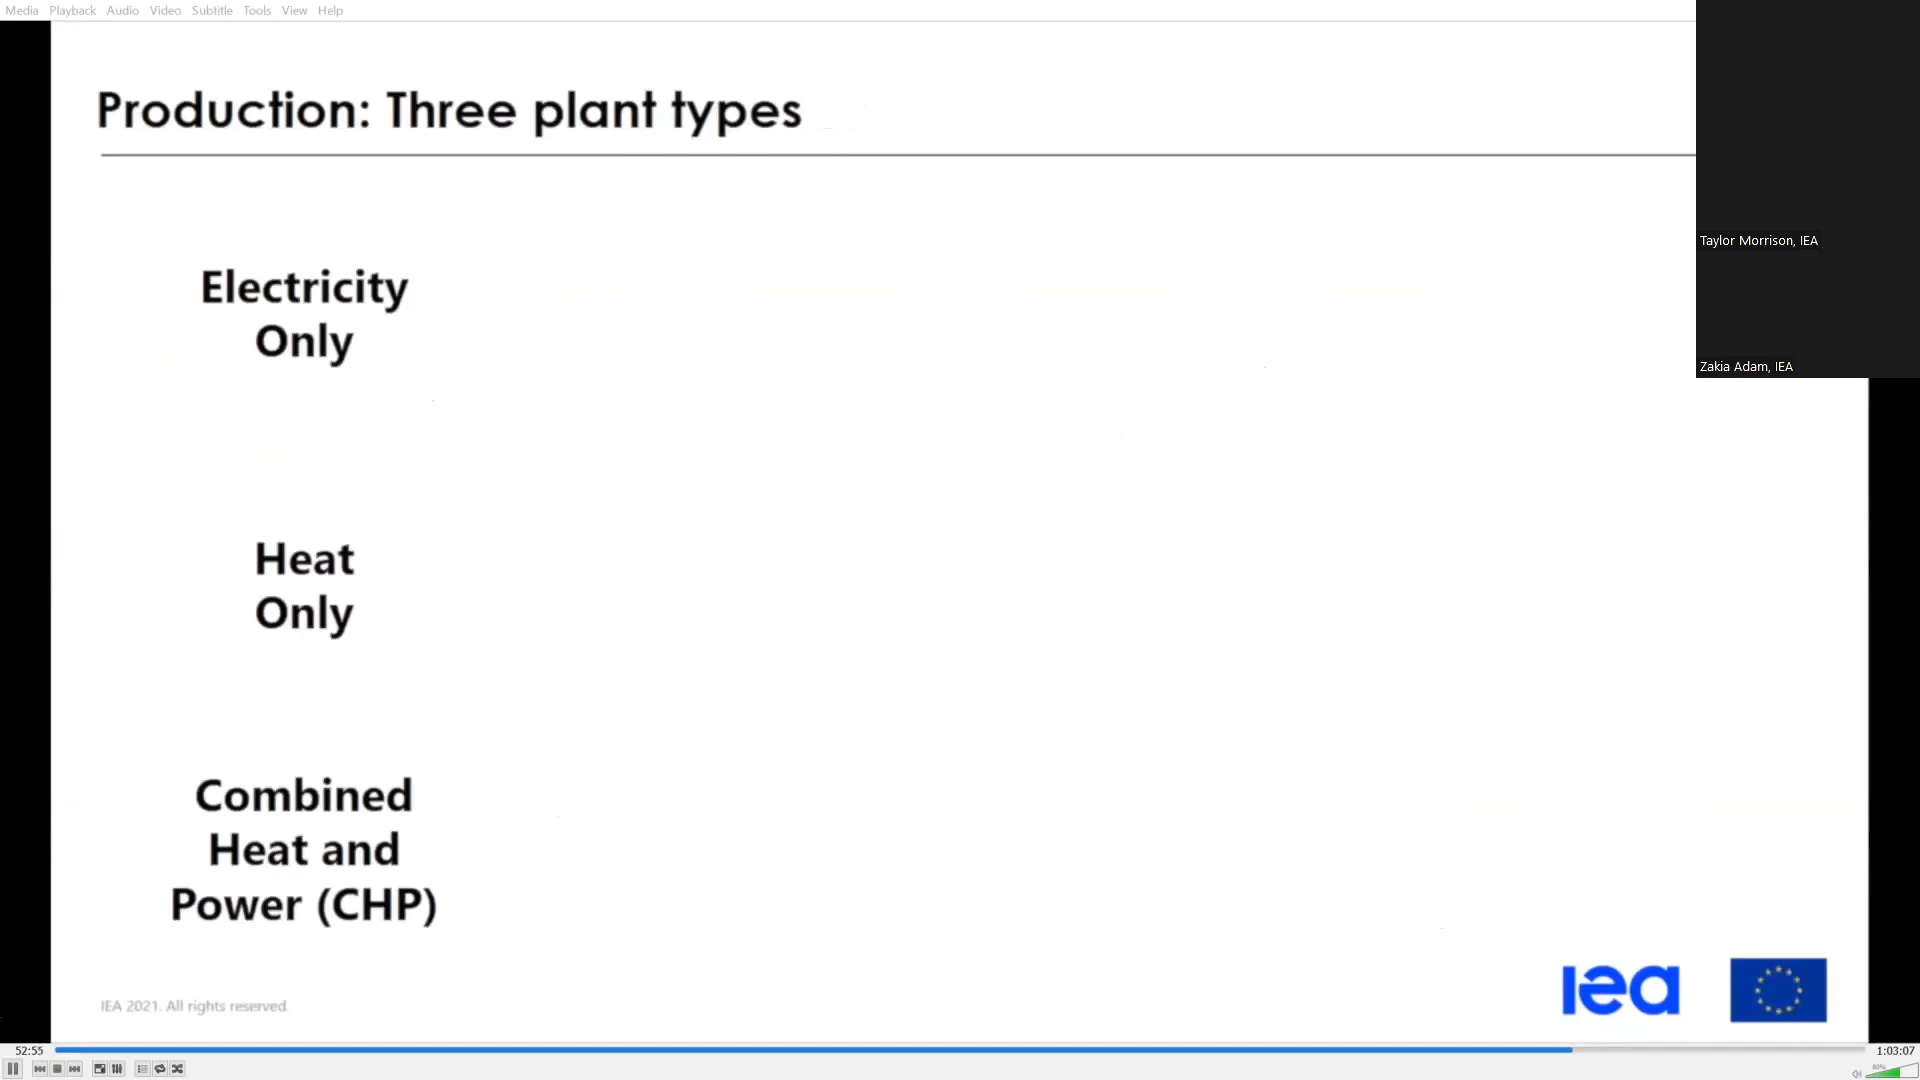 Media Playback Audio Video Subtitle Tools View Help
Production: Three plant types
Taylor Morrison, IEA
Electricity
Only
Zakia Adam, IEA
Heat
Only
Combined
Heat and
Power (CHP)
IEA 2021. All rights reserved.
iea
52:55
1:03:07
80%